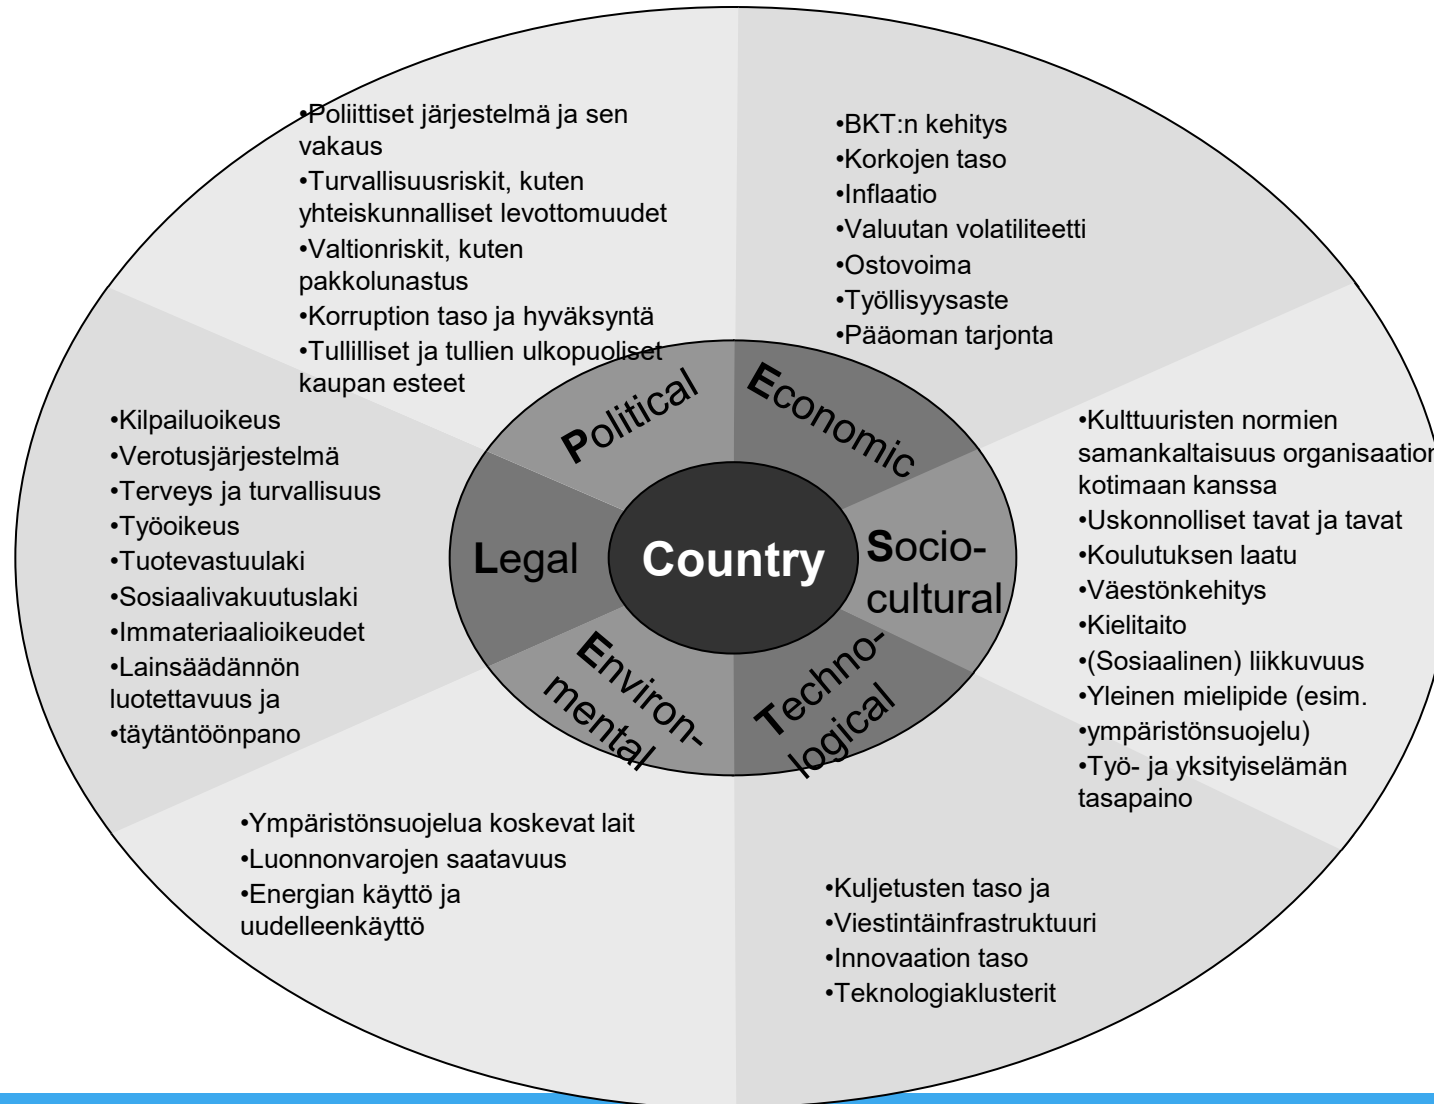 •Poliittiset järjestelmä ja sen
vakaus
•Turvallisuusriskit, kuten
yhteiskunnalliset levottomuudet
•Valtionriskit, kuten
pakkolunastus
•Korruption taso ja hyväksyntä
•Tullilliset ja tullien ulkopuoliset
kaupan esteet
•BKT:n kehitys
•Korkojen taso
•Inflaatio
•Valuutan volatiliteetti
•Ostovoima
•Työllisyysaste
•Pääoman tarjonta
•Kilpailuoikeus
•Verotusjärjestelmä
•Terveys ja turvallisuus
•Työoikeus
•Tuotevastuulaki
•Sosiaalivakuutuslaki
•Immateriaalioikeudet
•Lainsäädännön
luotettavuus ja
•täytäntöönpano
Political
Economic
Legal
Country
Socio-
cultural
Environ-
mental
Techno-
logical
•Kulttuuristen normien
samankaltaisuus organisaation
kotimaan kanssa
•Uskonnolliset tavat ja tavat
•Koulutuksen laatu
•Väestönkehitys
•Kielitaito
•(Sosiaalinen) liikkuvuus
•Yleinen mielipide (esim.
•ympäristönsuojelu)
•Työ- ja yksityiselämän
tasapaino
•Ympäristönsuojelua koskevat lait
•Luonnonvarojen saatavuus
•Energian käyttö ja
uudelleenkäyttö
•Kuljetusten taso ja
•Viestintäinfrastruktuuri
•Innovaation taso
•Teknologiaklusterit